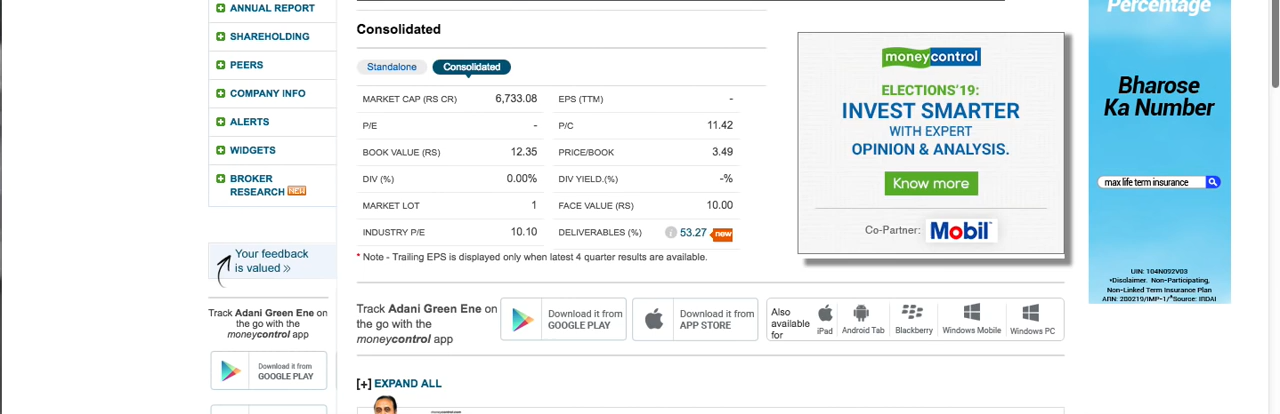 ANNUAL REPORT
SHAREHOLDING
PEERS
COMPANY INFO
ALERTS
WIDGETS
BROKER
RESEARCH
Your feedback
is valued »
Track Adani Green Ene on
the go with the
moneycontrol app
Download it from
GOOGLE PLAY
Consolidated
Standalone
Consolidated
MARKET CAP (RS CR) 6,733.08
EPS (TTM) -
P/E -
P/C 11.42
BOOK VALUE (RS) 12.35
PRICE/BOOK 3.49
DIV (%) 0.00%
DIV YIELD.(%) -%
MARKET LOT 1
FACE VALUE (RS) 10.00
INDUSTRY P/E 10.10
DELIVERABLES (%) i 53.27 new
* Note - Trailing EPS is displayed only when latest 4 quarter results are available.
Track Adani Green Ene on
the go with the
moneycontrol app
Download it from
GOOGLE PLAY
Download it from
APP STORE
Also
available
for
iPad
Android Tab
Blackberry
Windows Mobile
Windows PC
[+] EXPAND ALL
moneycontrol
ELECTIONS'19:
INVEST SMARTER
WITH EXPERT
OPINION & ANALYSIS.
Know more
Co-Partner: Mobil
Percentage
Bharose
Ka Number
max life term insurance
UIN: 104N092V03
*Disclaimer. Non-Participating,
Non-Linked Term Insurance Plan
ARN: 280219/IMP-1/*Source: IRDAI